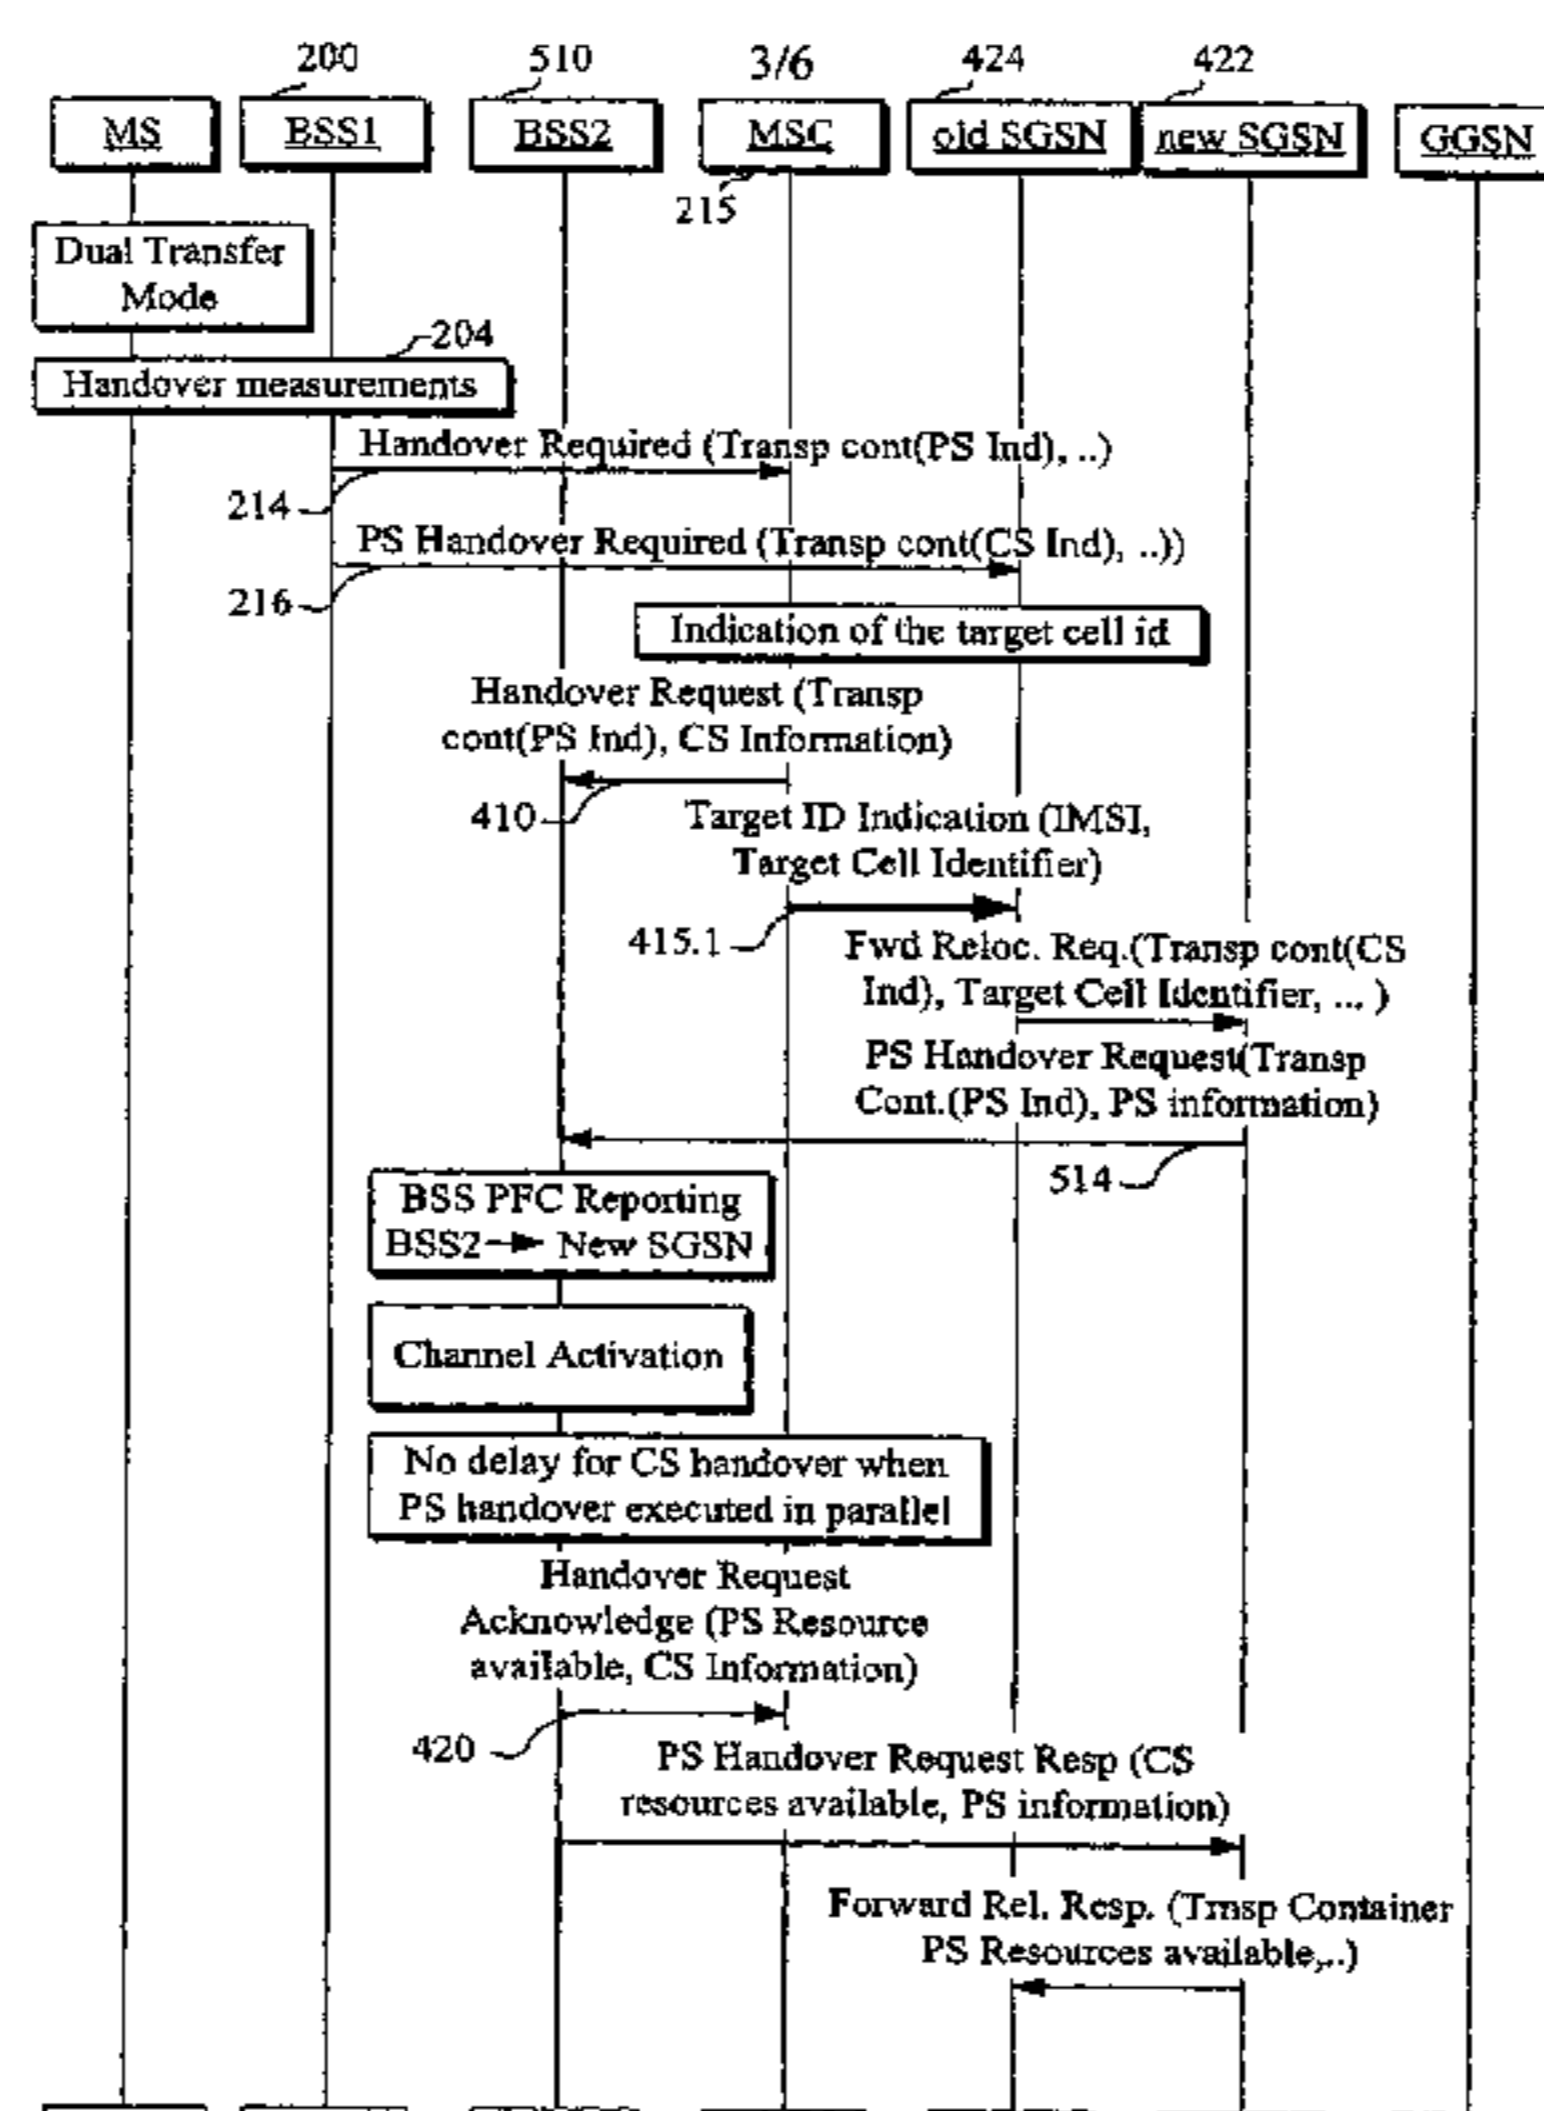 200
510
3/6
424
422
MS
BSS1
BSS2
MSC
old SGSN
new SGSN
GGSN
215
Dual Transfer
Mode
204
Handover measurements
Handover Required (Transp cont(PS Ind), ..)
214
PS Handover Required (Transp cont(CS Ind), ..))
216
Indication of the target cell id
Handover Request (Transp
cont(PS Ind), CS Information)
410
Target ID Indication (IMSI,
Target Cell Identifier)
415.1
Fwd Reloc. Req.(Transp cont(CS
Ind), Target Cell Identifier, ... )
PS Handover Request(Transp
Cont.(PS Ind), PS information)
514
BSS PFC Reporting
BSS2 → New SGSN
Channel Activation
No delay for CS handover when
PS handover executed in parallel
Handover Request
Acknowledge (PS Resource
available, CS Information)
420
PS Handover Request Resp (CS
resources available, PS information)
Forward Rel. Resp. (Trnsp Container
PS Resources available,..)